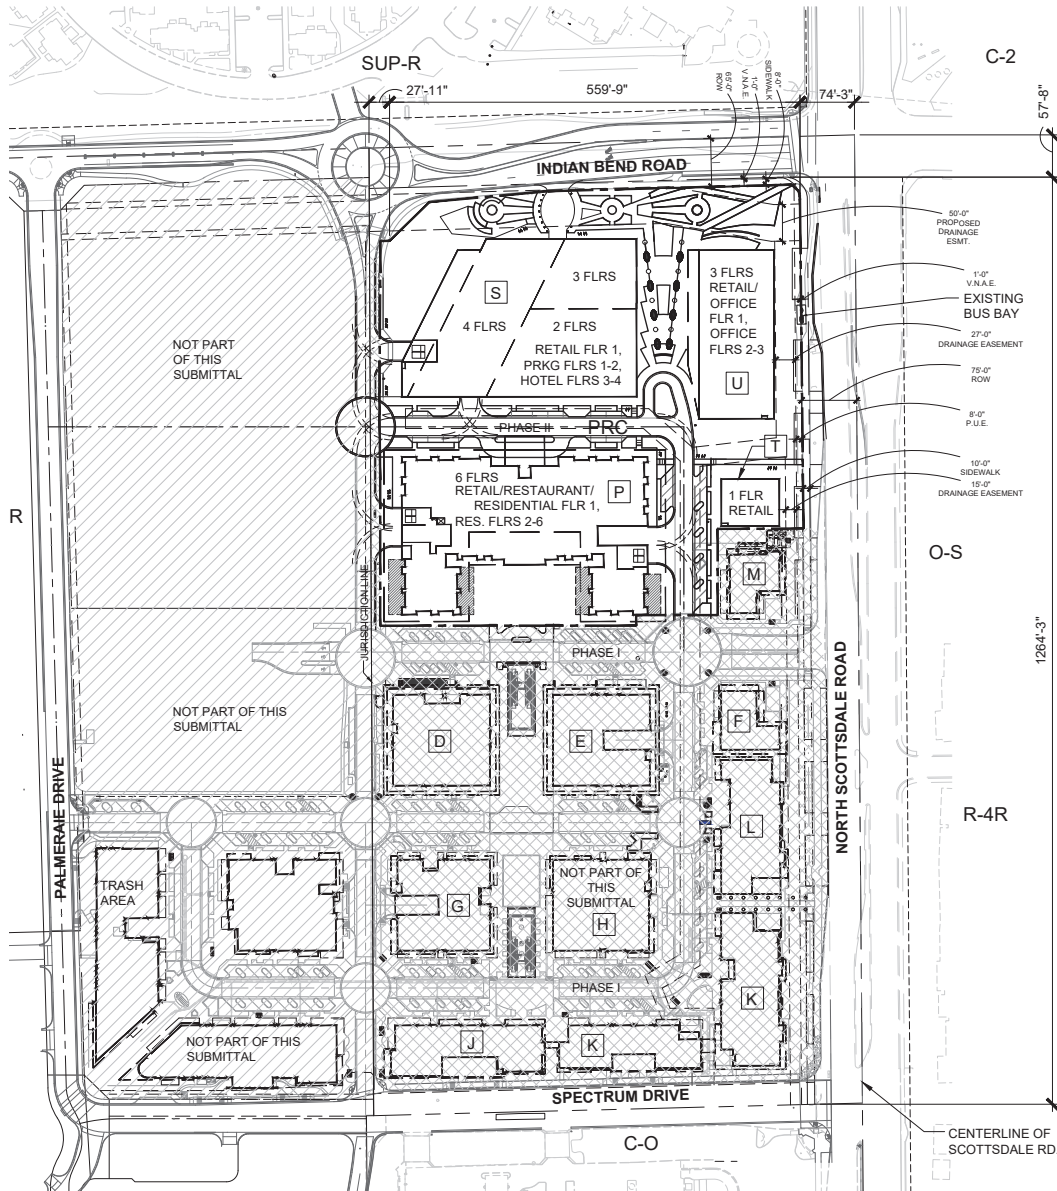 SUP-R
C-2
27'-11"
559'-9"
65'-0"
ROW
1'-0"
V.N.A.E.
8'-0"
SIDEWALK
74'-3"
57'-8"
INDIAN BEND ROAD
50'-0"
PROPOSED
DRAINAGE
ESMT.
1'-0"
V.N.A.E.
EXISTING
BUS BAY
27'-0"
DRAINAGE EASEMENT
75'-0"
ROW
8'-0"
P.U.E.
10'-0"
SIDEWALK
15'-0"
DRAINAGE EASEMENT
NOT PART
OF THIS
SUBMITTAL
S
3 FLRS
4 FLRS
2 FLRS
RETAIL FLR 1,
PRKG FLRS 1-2,
HOTEL FLRS 3-4
3 FLRS
RETAIL/
OFFICE
FLR 1,
OFFICE
FLRS 2-3
U
PHASE II
PRC
T
6 FLRS
RETAIL/RESTAURANT/
RESIDENTIAL FLR 1,
RES. FLRS 2-6
P
1 FLR
RETAIL
R
O-S
M
JURISDICTION LINE
PHASE I
1264'-3"
NORTH SCOTTSDALE ROAD
NOT PART OF THIS
SUBMITTAL
D
E
F
PALMERAIE DRIVE
L
R-4R
TRASH
AREA
G
NOT PART OF
THIS
SUBMITTAL
H
PHASE I
K
NOT PART OF THIS
SUBMITTAL
J
K
SPECTRUM DRIVE
C-O
CENTERLINE OF
SCOTTSDALE RD